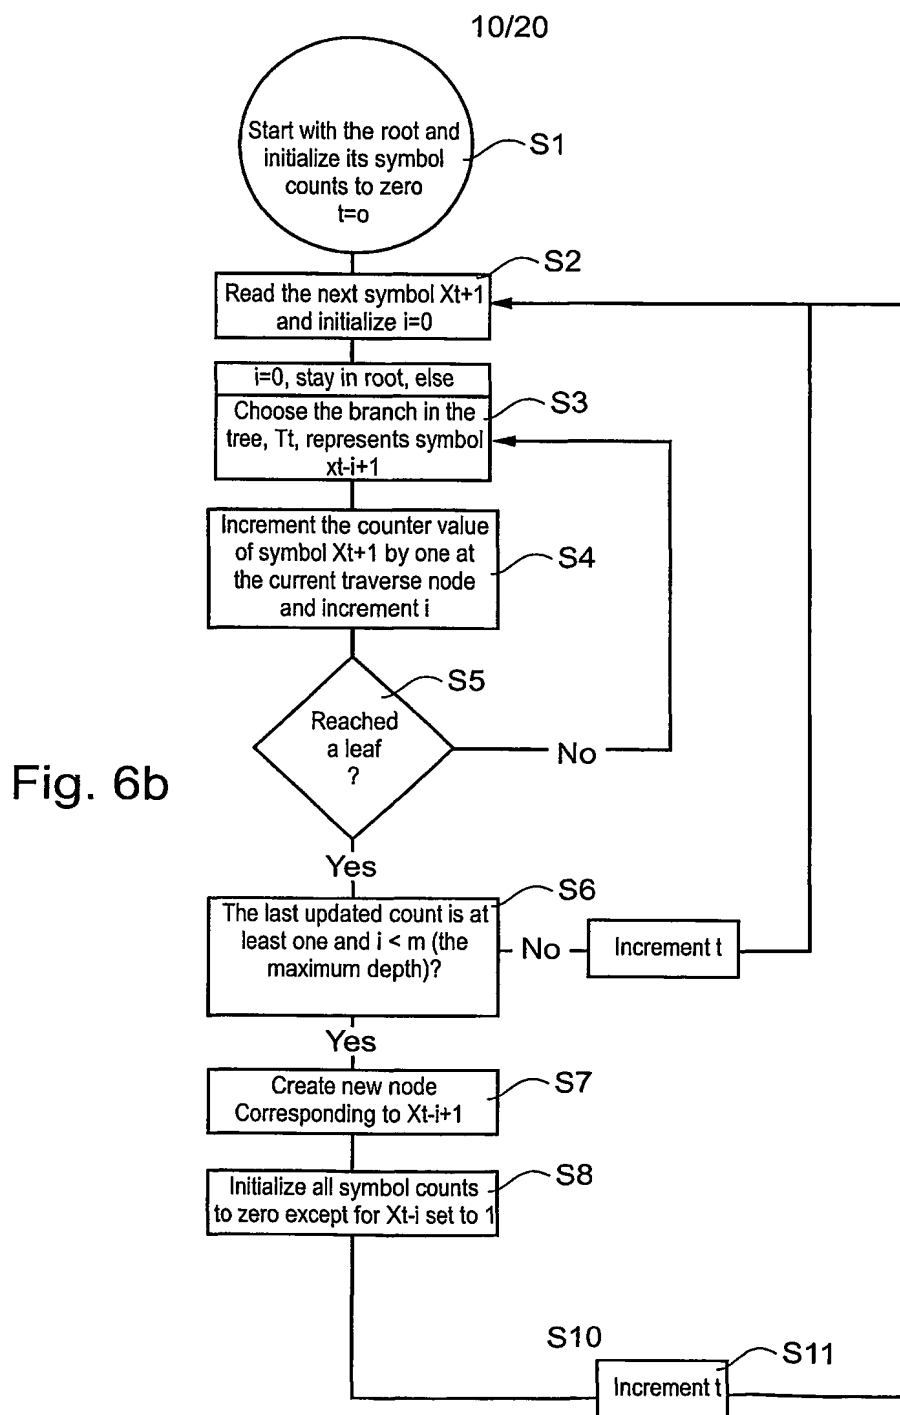 10/20
Start with the root and
initialize its symbol
counts to zero
t=o
S1
S2
Read the next symbol Xt+1
and initialize i=0
i=0, stay in root, else
S3
Choose the branch in the
tree, Tt, represents symbol
xt-i+1
Increment the counter value
of symbol Xt+1 by one at
the current traverse node
and increment i
S4
S5
Reached
a leaf
?
No
Fig. 6b
Yes
S6
The last updated count is at
least one and i < m (the
maximum depth)?
No
Increment t
Yes
S7
Create new node
Corresponding to Xt-i+1
S8
Initialize all symbol counts
to zero except for Xt-i set to 1
S10
S11
Increment t